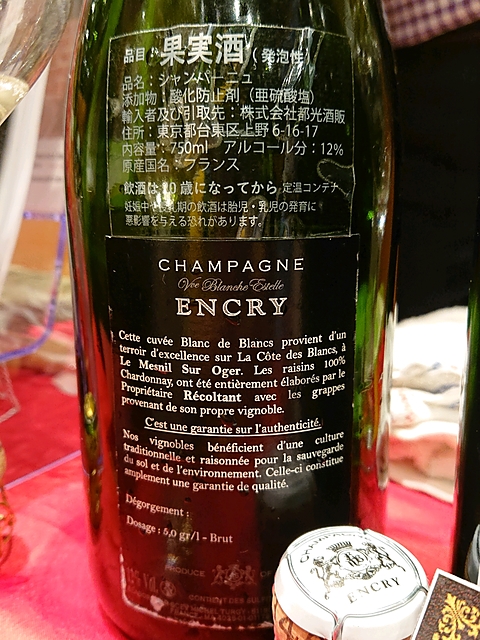 品目：果実酒（発泡性）
品名：シャンパーニュ
添加物：酸化防止剤（亜硫酸塩）
輸入者及び引取先：株式会社都光酒販
住所：東京都台東区上野6-16-17
内容量：750ml　アルコール分：12%
原産国名：フランス
飲酒は20歳になってから 定温コンテナ
妊娠中や授乳期の飲酒は胎児・乳児の発育に
悪影響を与える恐れがあります。
CHAMPAGNE
Vve Blanche Estelle
ENCRY
Cette cuvée Blanc de Blancs provient d'un
terroir d'excellence sur La Côte des Blancs, à
Le Mesnil Sur Oger. Les raisins 100%
Chardonnay, ont été entièrement élaborés par le
Propriétaire Récoltant avec les grappes
provenant de son propre vignoble.
C'est une garantie sur l'authenticité.
Nos vignobles bénéficient d'une culture
traditionnelle et raisonnée pour la sauvegarde
du sol et de l'environnement. Celle-ci constitue
amplement une garantie de qualité.
Dégorgement :
Dosage : 5,0 gr/l - Brut
CHAMPAGNE
ENCRY